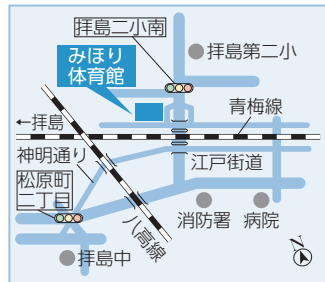 拝島二小南
拝島第二小
みほり
体育館
青梅線
←拝島
神明通り
江戸街道
松原町
二丁目
八高線
消防署
病院
拝島中
N